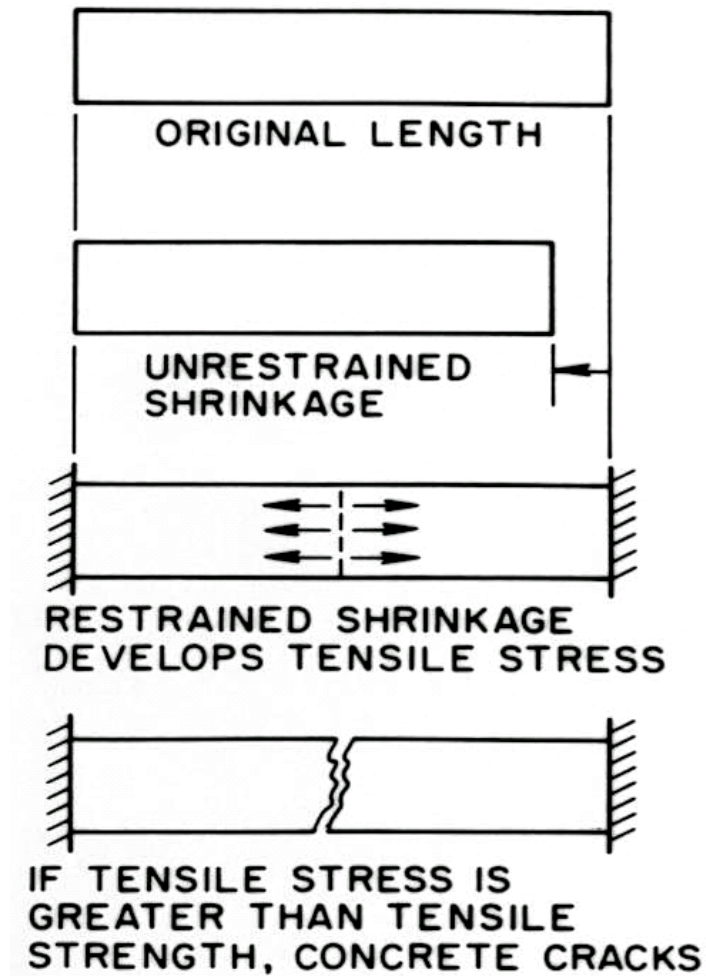 ORIGINAL LENGTH
UNRESTRAINED
SHRINKAGE
RESTRAINED SHRINKAGE
DEVELOPS TENSILE STRESS
IF TENSILE STRESS IS
GREATER THAN TENSILE
STRENGTH, CONCRETE CRACKS